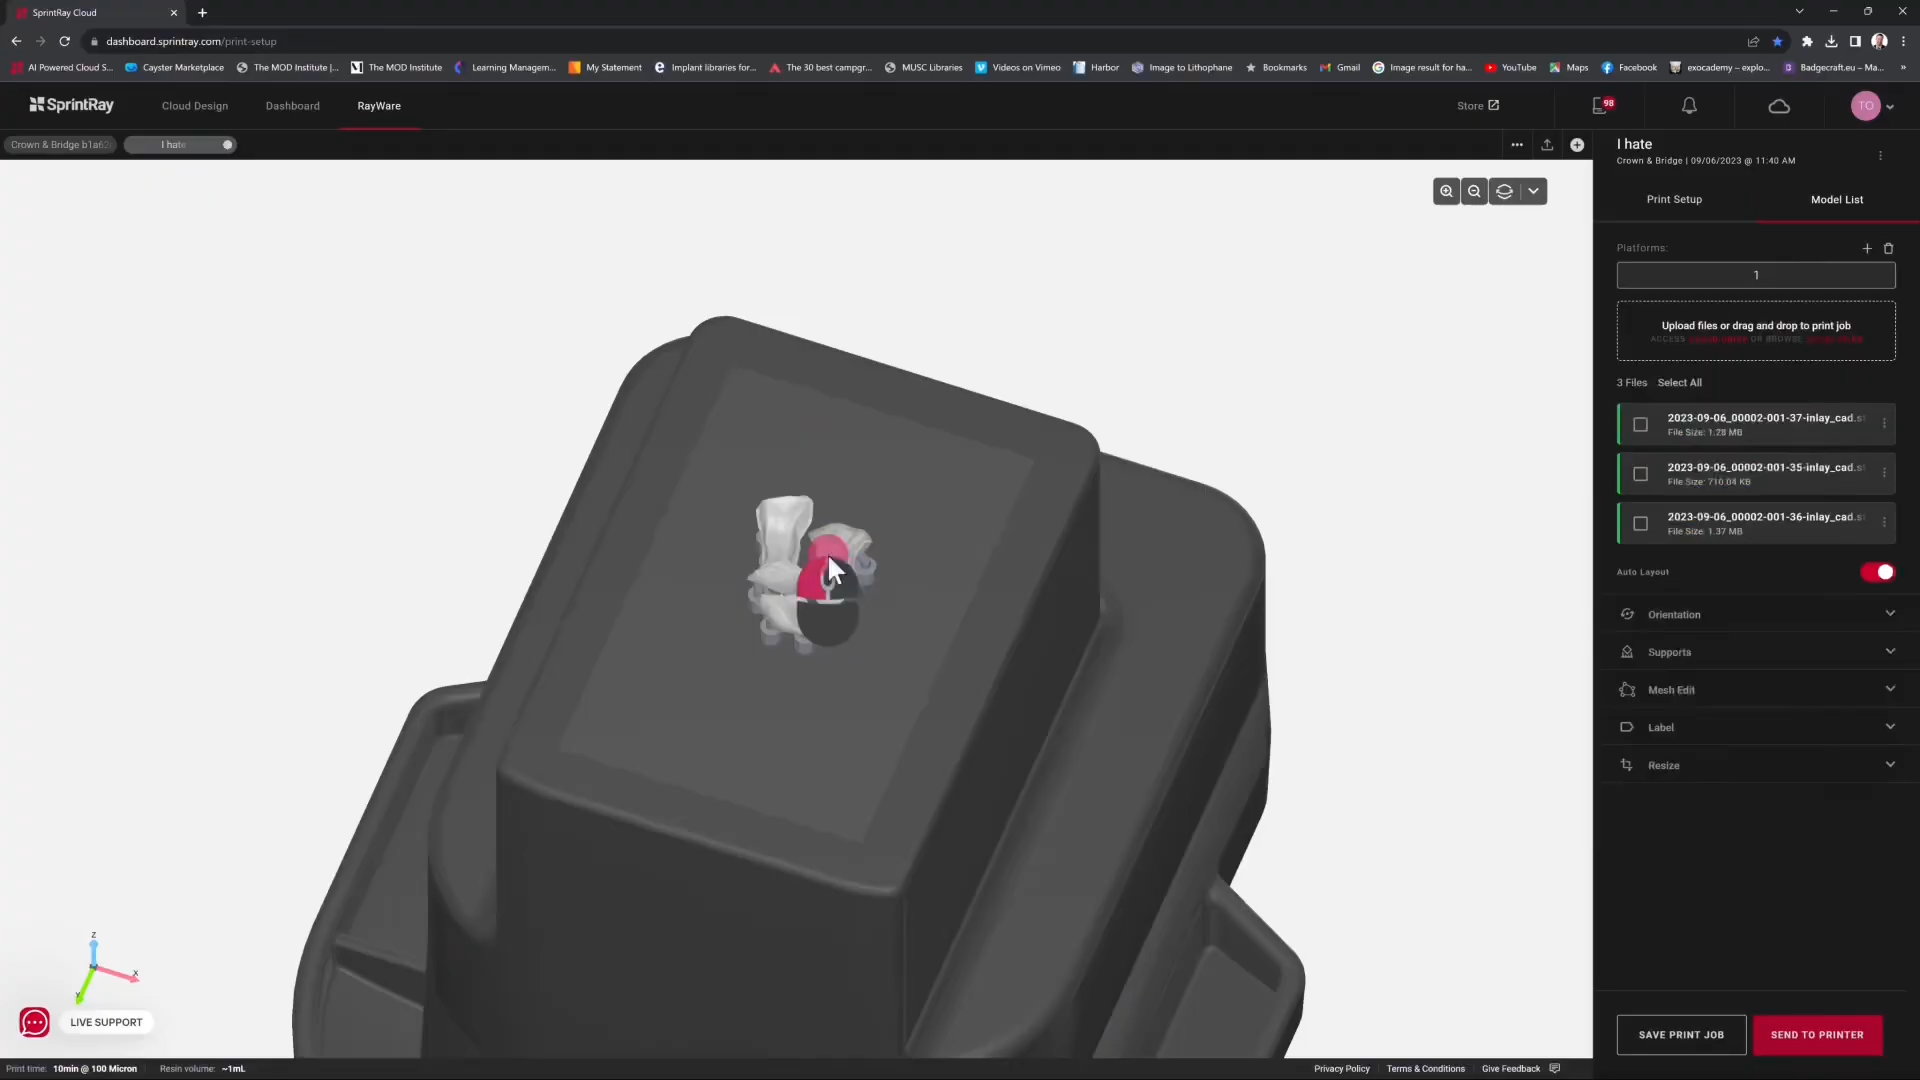 SprintRay Cloud
dashboard.sprintray.com/print-setup
AI Powered Cloud S... Cayster Marketplace The MOD Institute |... The MOD Institute Learning Managem... My Statement Implant libraries for... The 30 best campgr... MUSC Libraries Videos on Vimeo Harbor Image to Lithophane Bookmarks Gmail Image result for ha... YouTube Maps Facebook exocademy – explo... Badgecraft.eu – Ma... »
SprintRay Cloud Design Dashboard RayWare Store 98 TO
Crown & Bridge b1a62 I hate
I hate
Crown & Bridge | 09/06/2023 @ 11:40 AM
Print Setup Model List
Platforms:
1
Upload files or drag and drop to print job
ACCESS OR BROWSE
3 Files Select All
2023-09-06_00002-001-37-inlay_cad.s
File Size: 1.28 MB
2023-09-06_00002-001-35-inlay_cad.s
File Size: 710.04 KB
2023-09-06_00002-001-36-inlay_cad.s
File Size: 1.37 MB
Auto Layout
Orientation
Supports
Mesh Edit
Label
Resize
Z
X
Y
LIVE SUPPORT
SAVE PRINT JOB SEND TO PRINTER
Print time: 10min @ 100 Micron Resin volume: ~1mL Privacy Policy Terms & Conditions Give Feedback